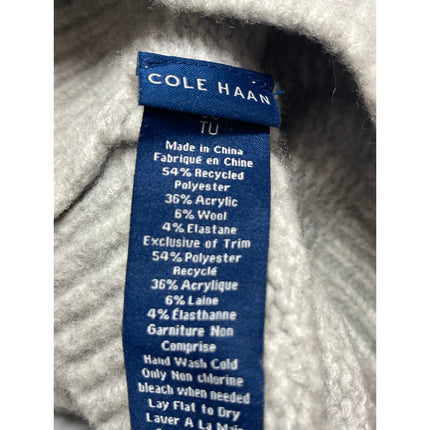 COLE HAAN
TU
Made in China
Fabriqué en Chine
54% Recycled
Polyester
36% Acrylic
6% Wool
4% Elastane
Exclusive of Trim
54% Polyester
Recyclé
36% Acrylique
6% Laine
4% Élasthanne
Garniture Non
Comprise
Hand Wash Cold
Only Non chlorine
bleach when needed
Lay Flat to Dry
Laver A La Main